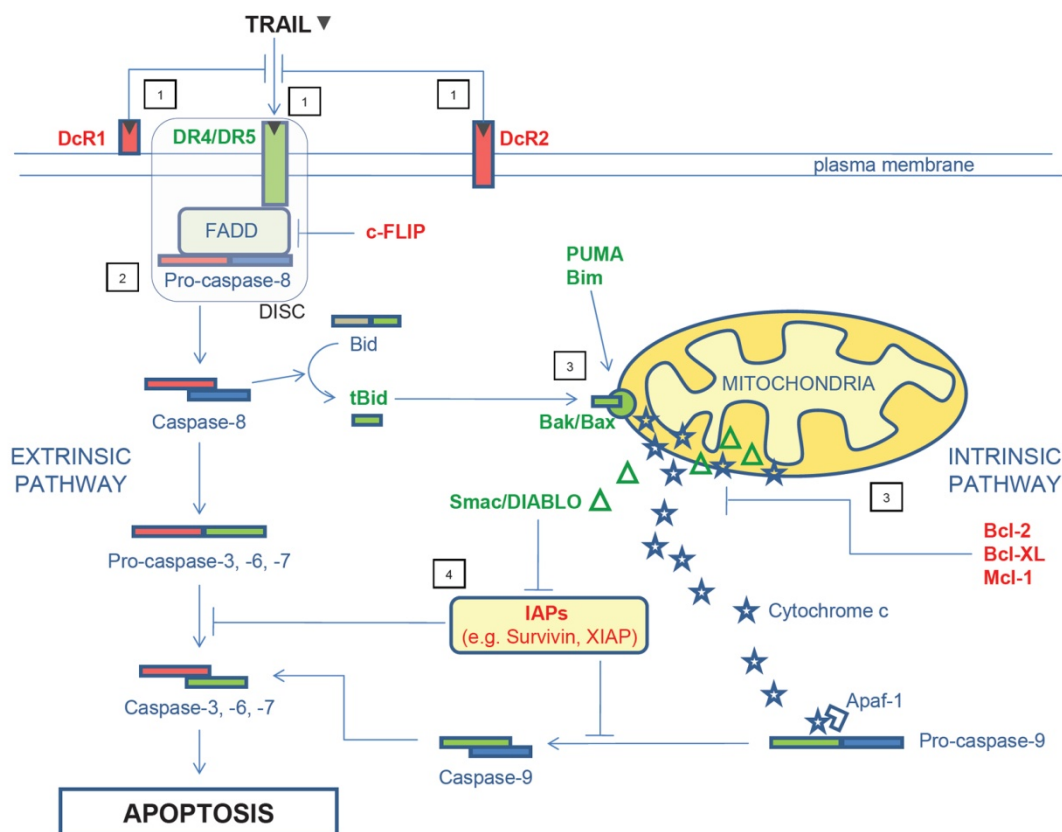 TRAIL
1
1
1
DcR1
DR4/DR5
DcR2
plasma membrane
FADD
c-FLIP
2
Pro-caspase-8
DISC
PUMA
Bim
Bid
3
MITOCHONDRIA
tBid
Bak/Bax
Caspase-8
EXTRINSIC
PATHWAY
INTRINSIC
PATHWAY
3
Smac/DIABLO
Bcl-2
Bcl-XL
Mcl-1
Pro-caspase-3, -6, -7
4
IAPs
(e.g. Survivin, XIAP)
Cytochrome c
Caspase-3, -6, -7
Apaf-1
Pro-caspase-9
Caspase-9
APOPTOSIS